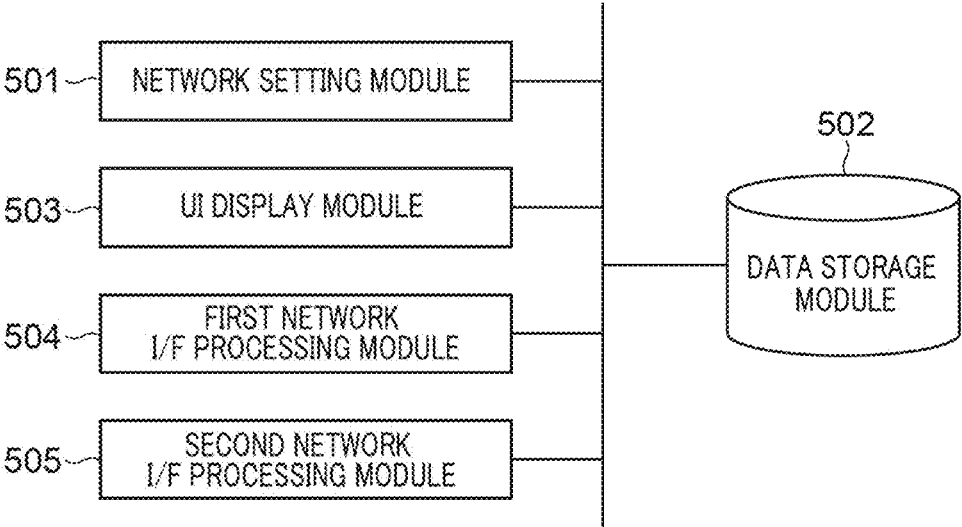 501
NETWORK SETTING MODULE
503
UI DISPLAY MODULE
504
FIRST NETWORK
I/F PROCESSING MODULE
505
SECOND NETWORK
I/F PROCESSING MODULE
502
DATA STORAGE
MODULE